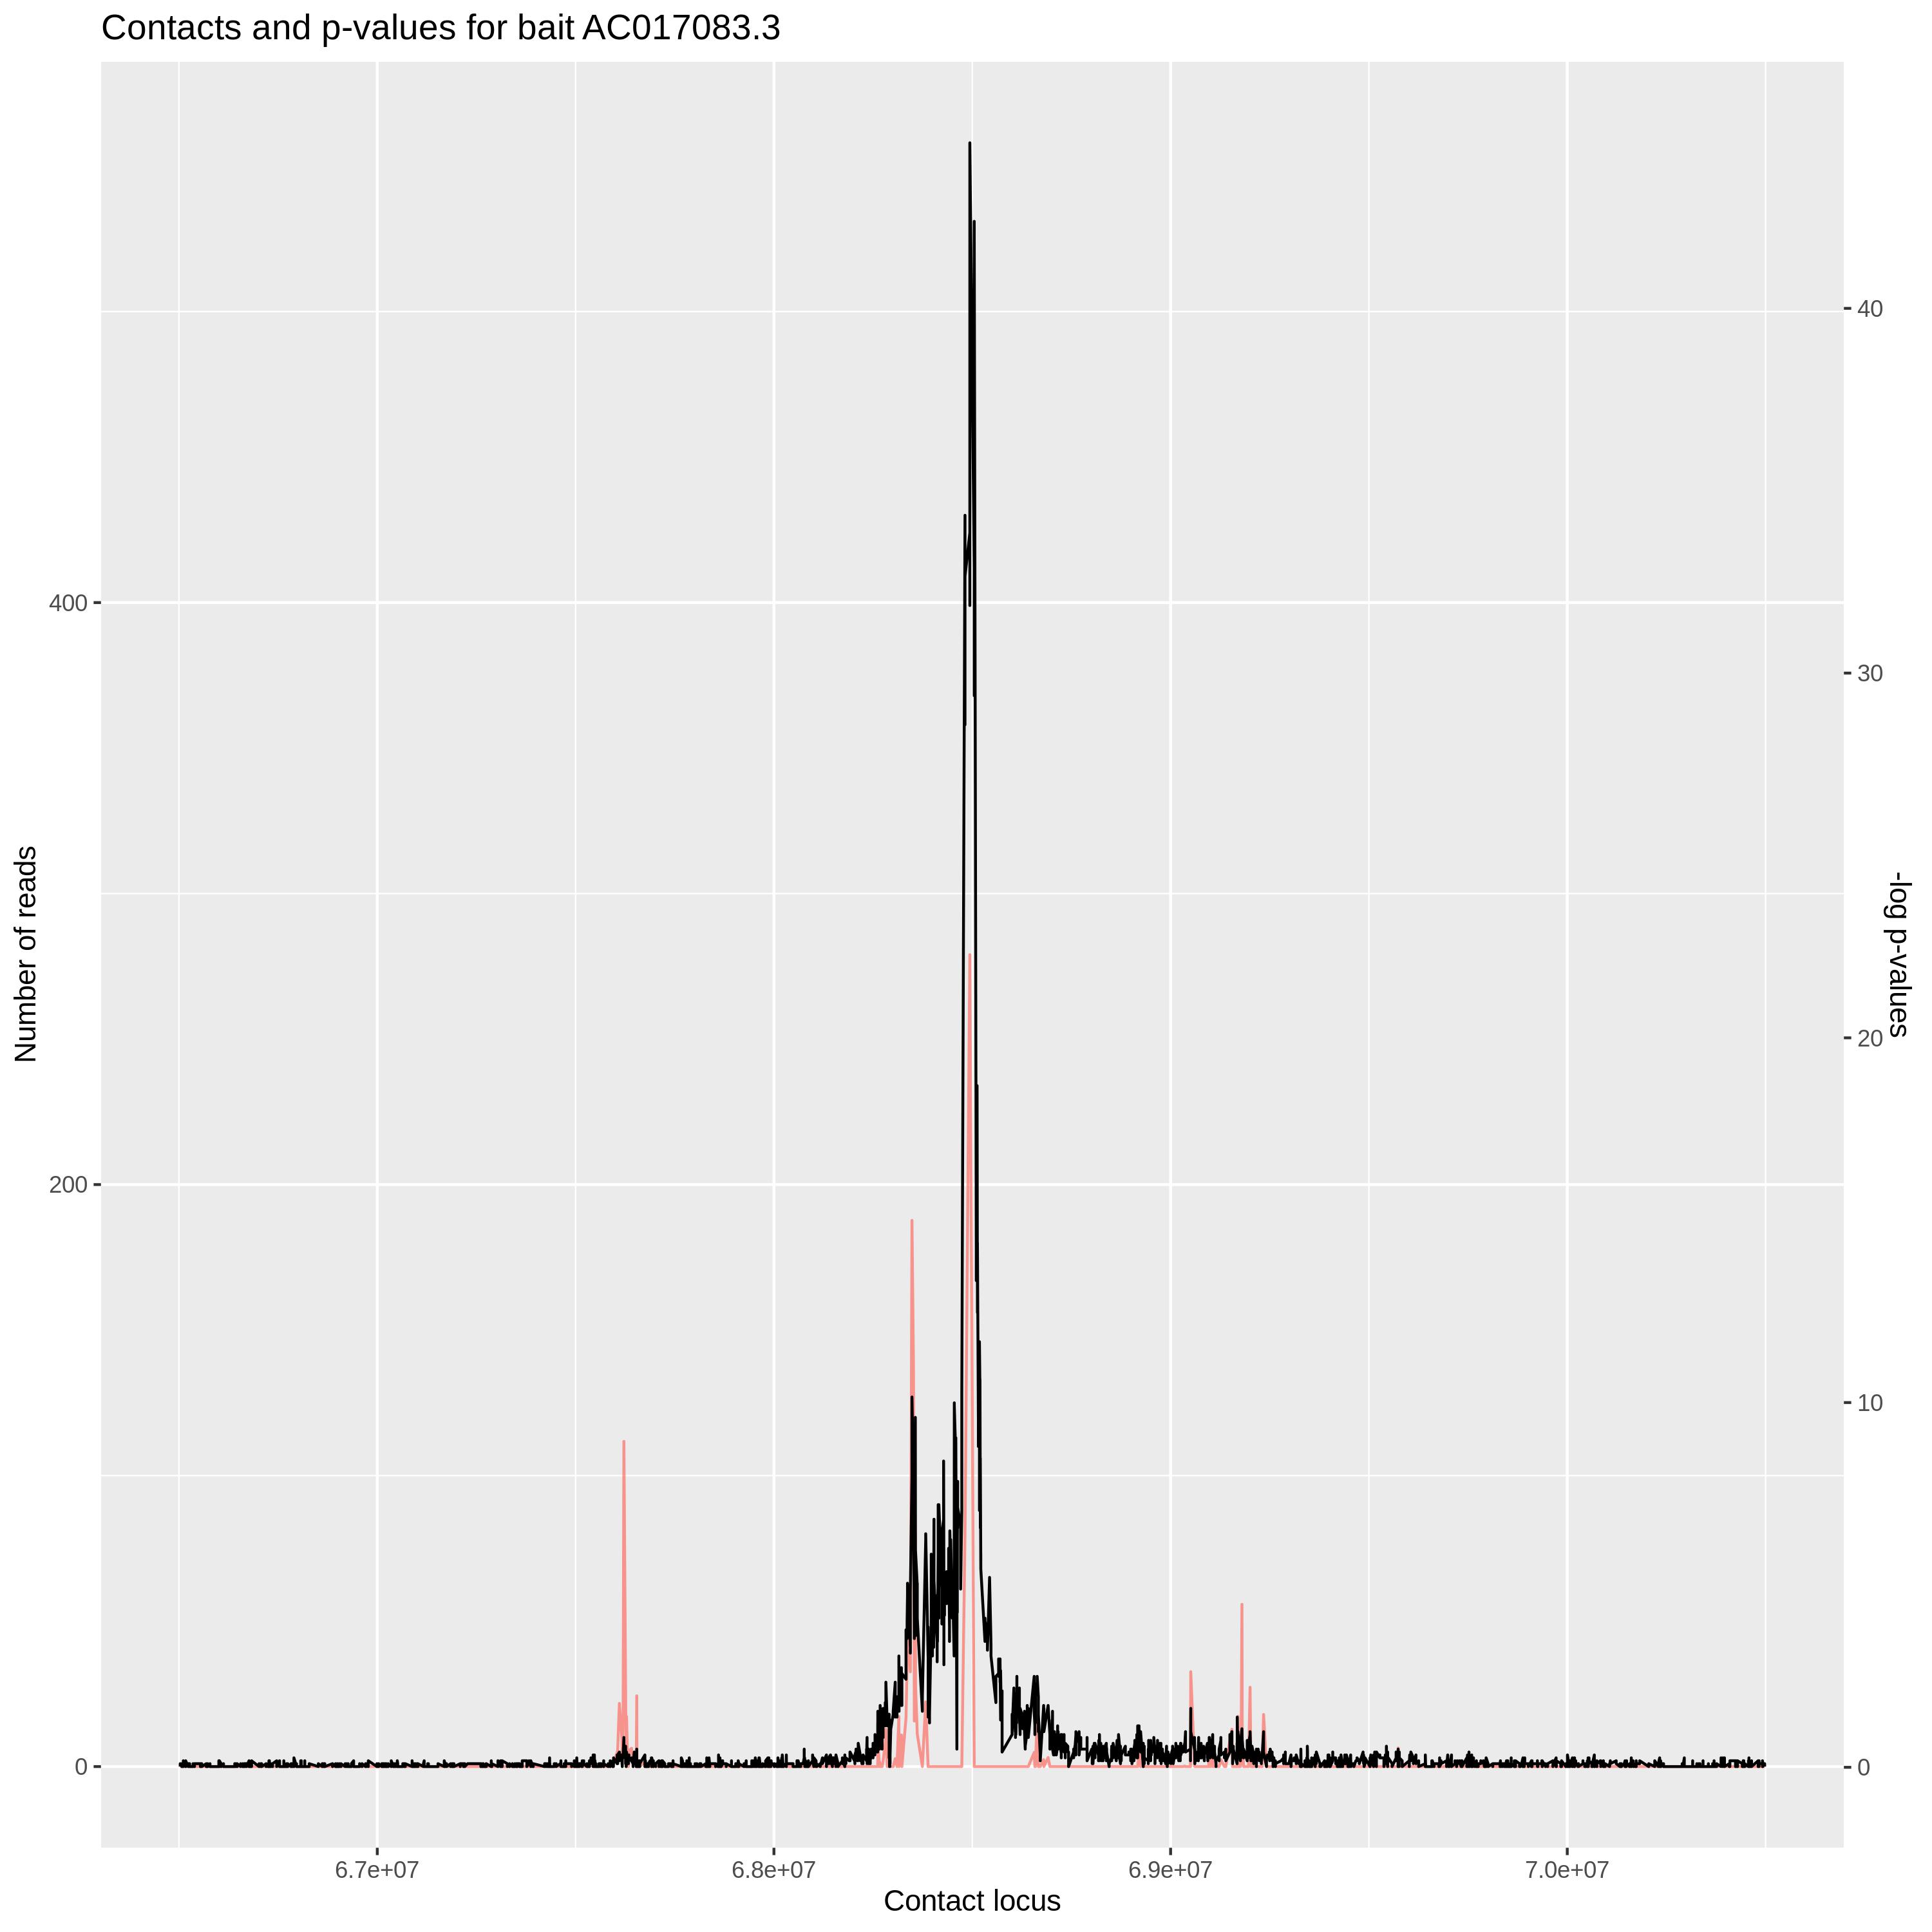 Contacts and p-values for bait AC017083.3
Number of reads
400
200
0
40
30
20
10
0
-log p-values
6.7e+07
6.8e+07
6.9e+07
7.0e+07
Contact locus